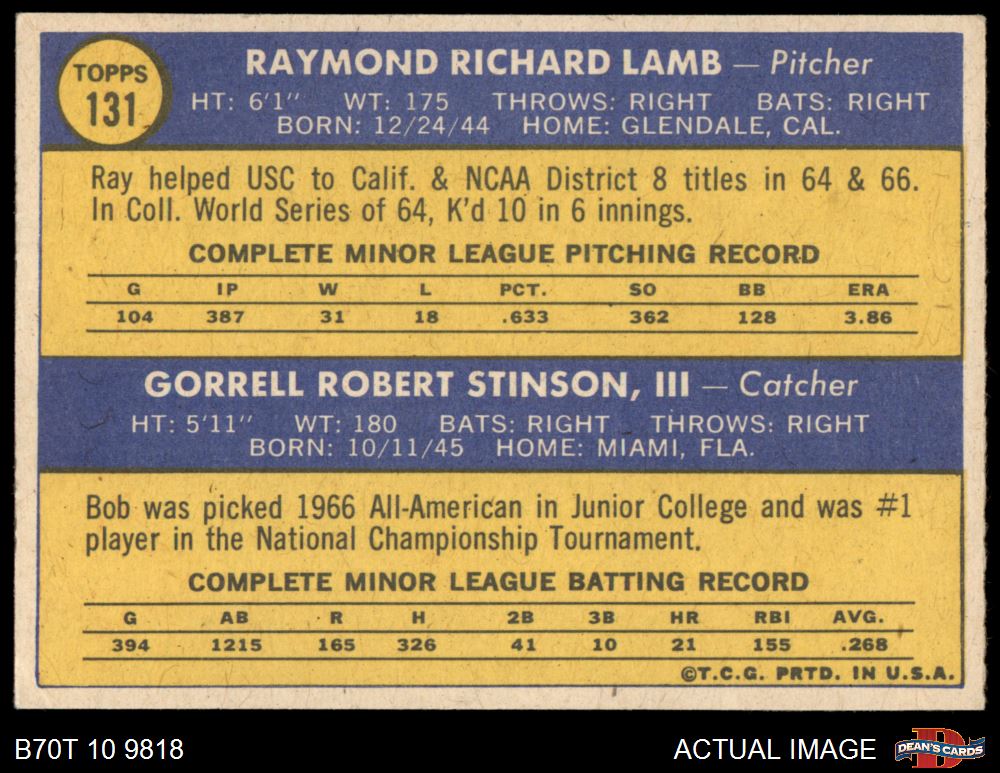 TOPPS
131
RAYMOND RICHARD LAMB — Pitcher
HT: 6'1" WT: 175 THROWS: RIGHT BATS: RIGHT
BORN: 12/24/44 HOME: GLENDALE, CAL.
Ray helped USC to Calif. & NCAA District 8 titles in 64 & 66.
In Coll. World Series of 64, K'd 10 in 6 innings.
COMPLETE MINOR LEAGUE PITCHING RECORD
G IP W L PCT. SO BB ERA
104 387 31 18 .633 362 128 3.86
GORRELL ROBERT STINSON, III — Catcher
HT: 5'11" WT: 180 BATS: RIGHT THROWS: RIGHT
BORN: 10/11/45 HOME: MIAMI, FLA.
Bob was picked 1966 All-American in Junior College and was #1
player in the National Championship Tournament.
COMPLETE MINOR LEAGUE BATTING RECORD
G AB R H 2B 3B HR RBI AVG.
394 1215 165 326 41 10 21 155 .268
©T.C.G. PRTD. IN U.S.A.
B70T 10 9818 ACTUAL IMAGE
D
DEAN'S CARDS